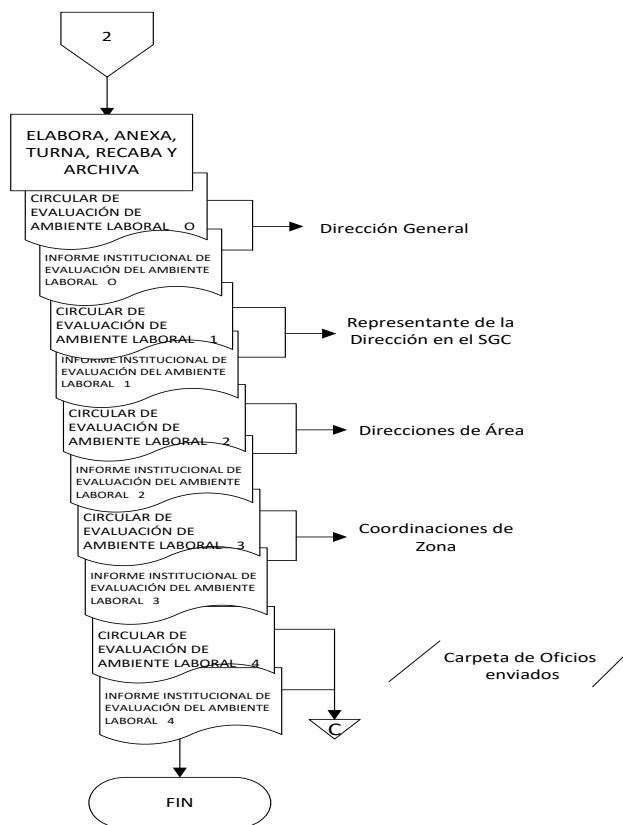 2
ELABORA, ANEXA,
TURNA, RECABA Y
ARCHIVA
CIRCULAR DE
EVALUACIÓN DE
AMBIENTE LABORAL O
Dirección General
INFORME INSTITUCIONAL DE
EVALUACIÓN DEL AMBIENTE
LABORAL O
CIRCULAR DE
EVALUACIÓN DE
AMBIENTE LABORAL 1
Representante de la
Dirección en el SGC
INFORME INSTITUCIONAL DE
EVALUACIÓN DEL AMBIENTE
LABORAL 1
CIRCULAR DE
EVALUACIÓN DE
AMBIENTE LABORAL 2
Direcciones de Área
INFORME INSTITUCIONAL DE
EVALUACIÓN DEL AMBIENTE
LABORAL 2
CIRCULAR DE
EVALUACIÓN DE
AMBIENTE LABORAL 3
Coordinaciones de
Zona
INFORME INSTITUCIONAL DE
EVALUACIÓN DEL AMBIENTE
LABORAL 3
CIRCULAR DE
EVALUACIÓN DE
AMBIENTE LABORAL 4
Carpeta de Oficios
enviados
INFORME INSTITUCIONAL DE
EVALUACIÓN DEL AMBIENTE
LABORAL 4
C
FIN